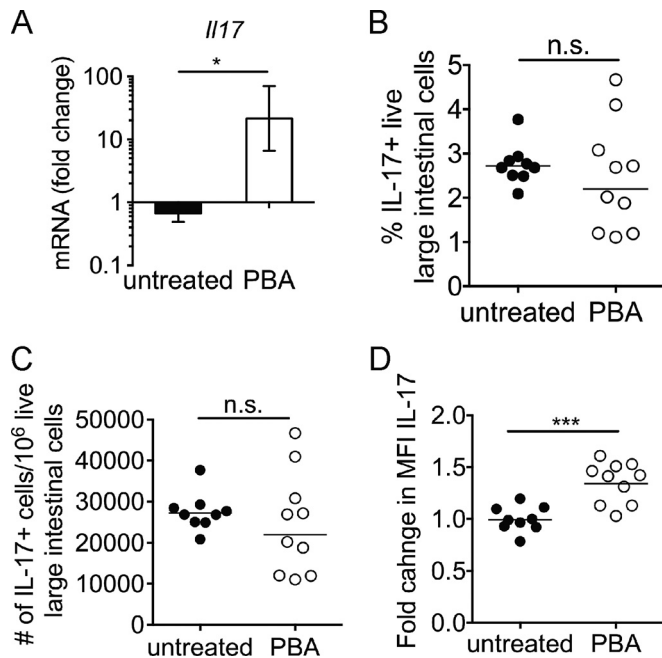 A
Il17
*
mRNA (fold change)
100
10
1
0.1
untreated PBA
B
n.s.
% IL-17+ live
large intestinal cells
5
4
3
2
1
0
untreated PBA
C
n.s.
# of IL-17+ cells/10⁶ live
large intestinal cells
50000
40000
30000
20000
10000
0
untreated PBA
D
***
Fold cahnge in MFI IL-17
2.0
1.5
1.0
0.5
0.0
untreated PBA